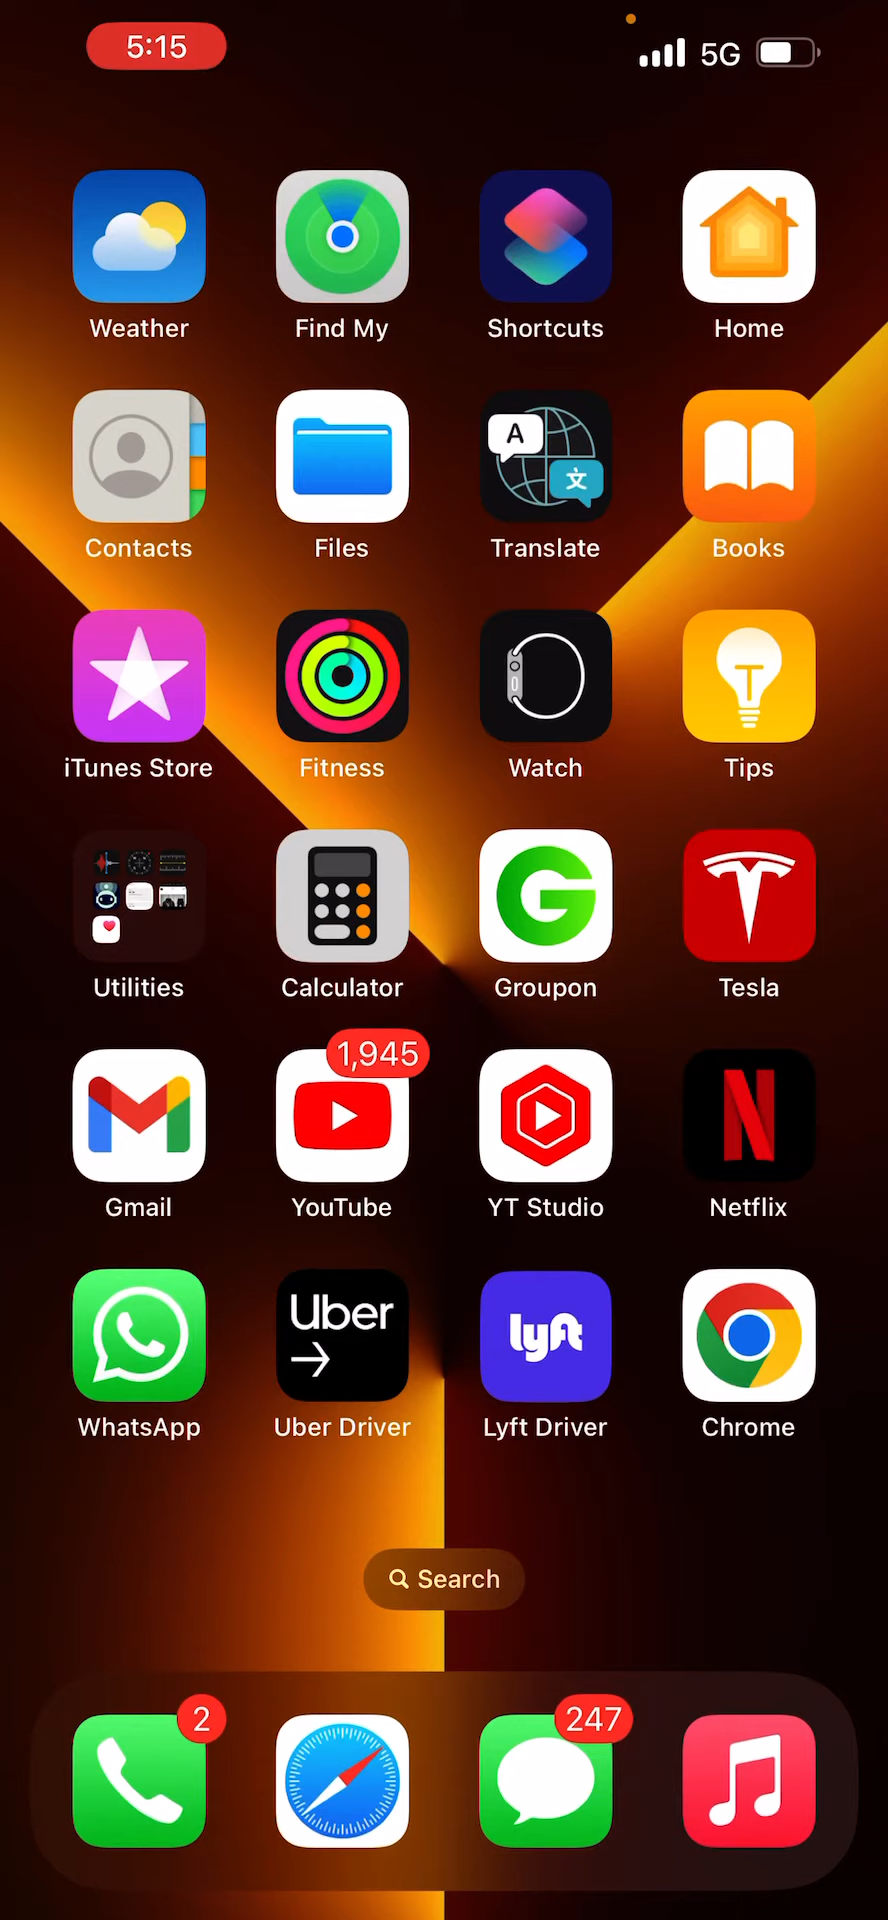 5:15
5G
Weather
Find My
Shortcuts
Home
A
文
Contacts
Files
Translate
Books
iTunes Store
Fitness
Watch
Tips
Utilities
Calculator
Groupon
Tesla
1,945
Gmail
YouTube
YT Studio
Netflix
Uber
lyft
WhatsApp
Uber Driver
Lyft Driver
Chrome
Search
2
247